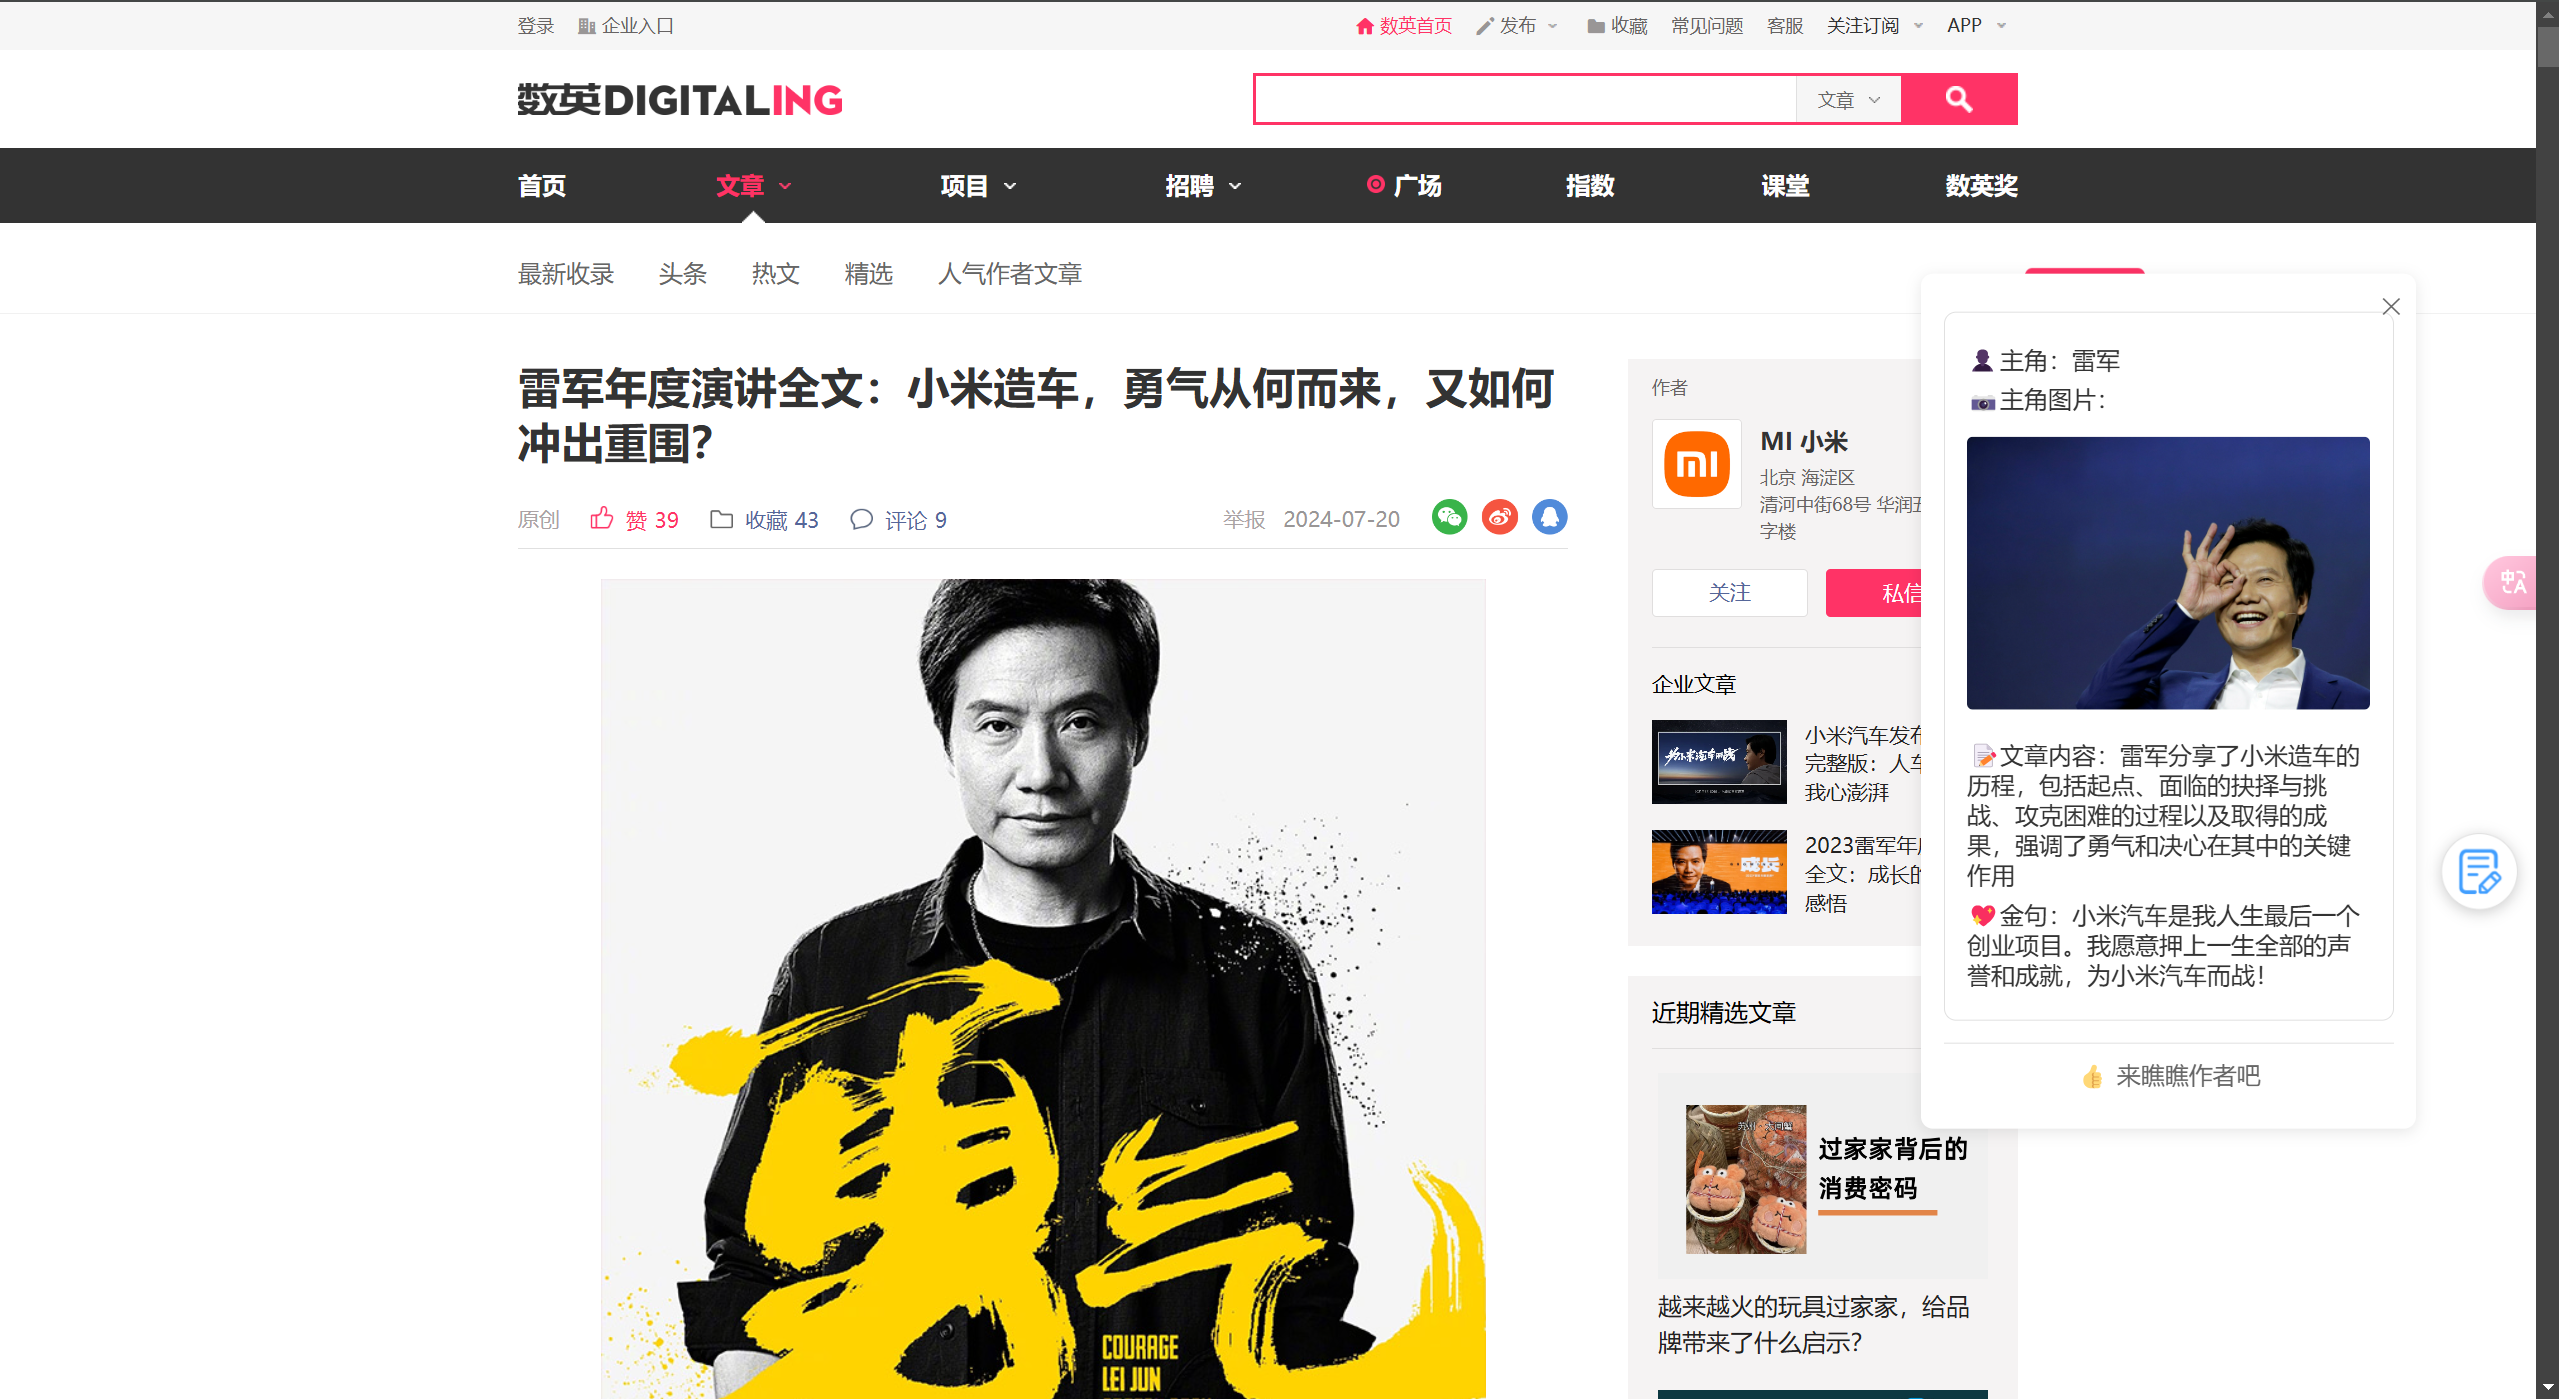 登录 企业入口
数英首页 发布 收藏 常见问题 客服 关注订阅 APP
数英DIGITALING
文章
首页 文章 项目 招聘 广场 指数 课堂 数英奖
最新收录 头条 热文 精选 人气作者文章
雷军年度演讲全文：小米造车，勇气从何而来，又如何
冲出重围？
原创 赞 39 收藏 43 评论 9 举报 2024-07-20
勇气
COURAGE
LEI JUN
作者
MI 小米
北京 海淀区
清河中街68号 华润五
字楼
关注 私信
企业文章
为小米汽车而战
小米汽车发布
完整版：人车
我心澎湃
成长
2023雷军年度
全文：成长的
感悟
近期精选文章
过家家背后的
消费密码
越来越火的玩具过家家，给品
牌带来了什么启示？
主角：雷军
主角图片：
文章内容：雷军分享了小米造车的
历程，包括起点、面临的抉择与挑
战、攻克困难的过程以及取得的成
果，强调了勇气和决心在其中的关键
作用
金句：小米汽车是我人生最后一个
创业项目。我愿意押上一生全部的声
誉和成就，为小米汽车而战！
来瞧瞧作者吧